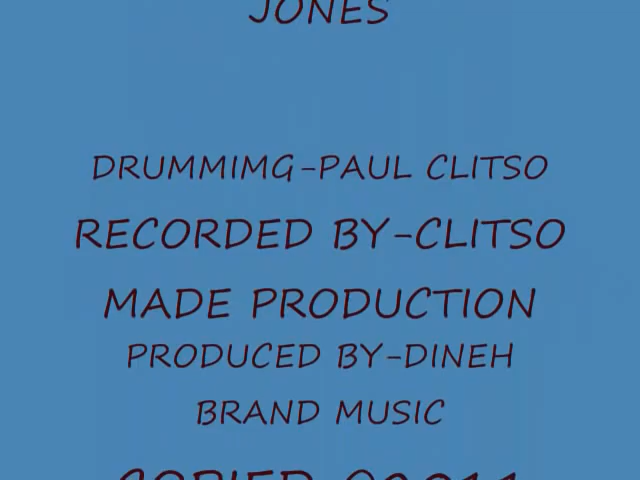 JONES
DRUMMIMG-PAUL CLITSO
RECORDED BY-CLITSO
MADE PRODUCTION
PRODUCED BY-DINEH
BRAND MUSIC